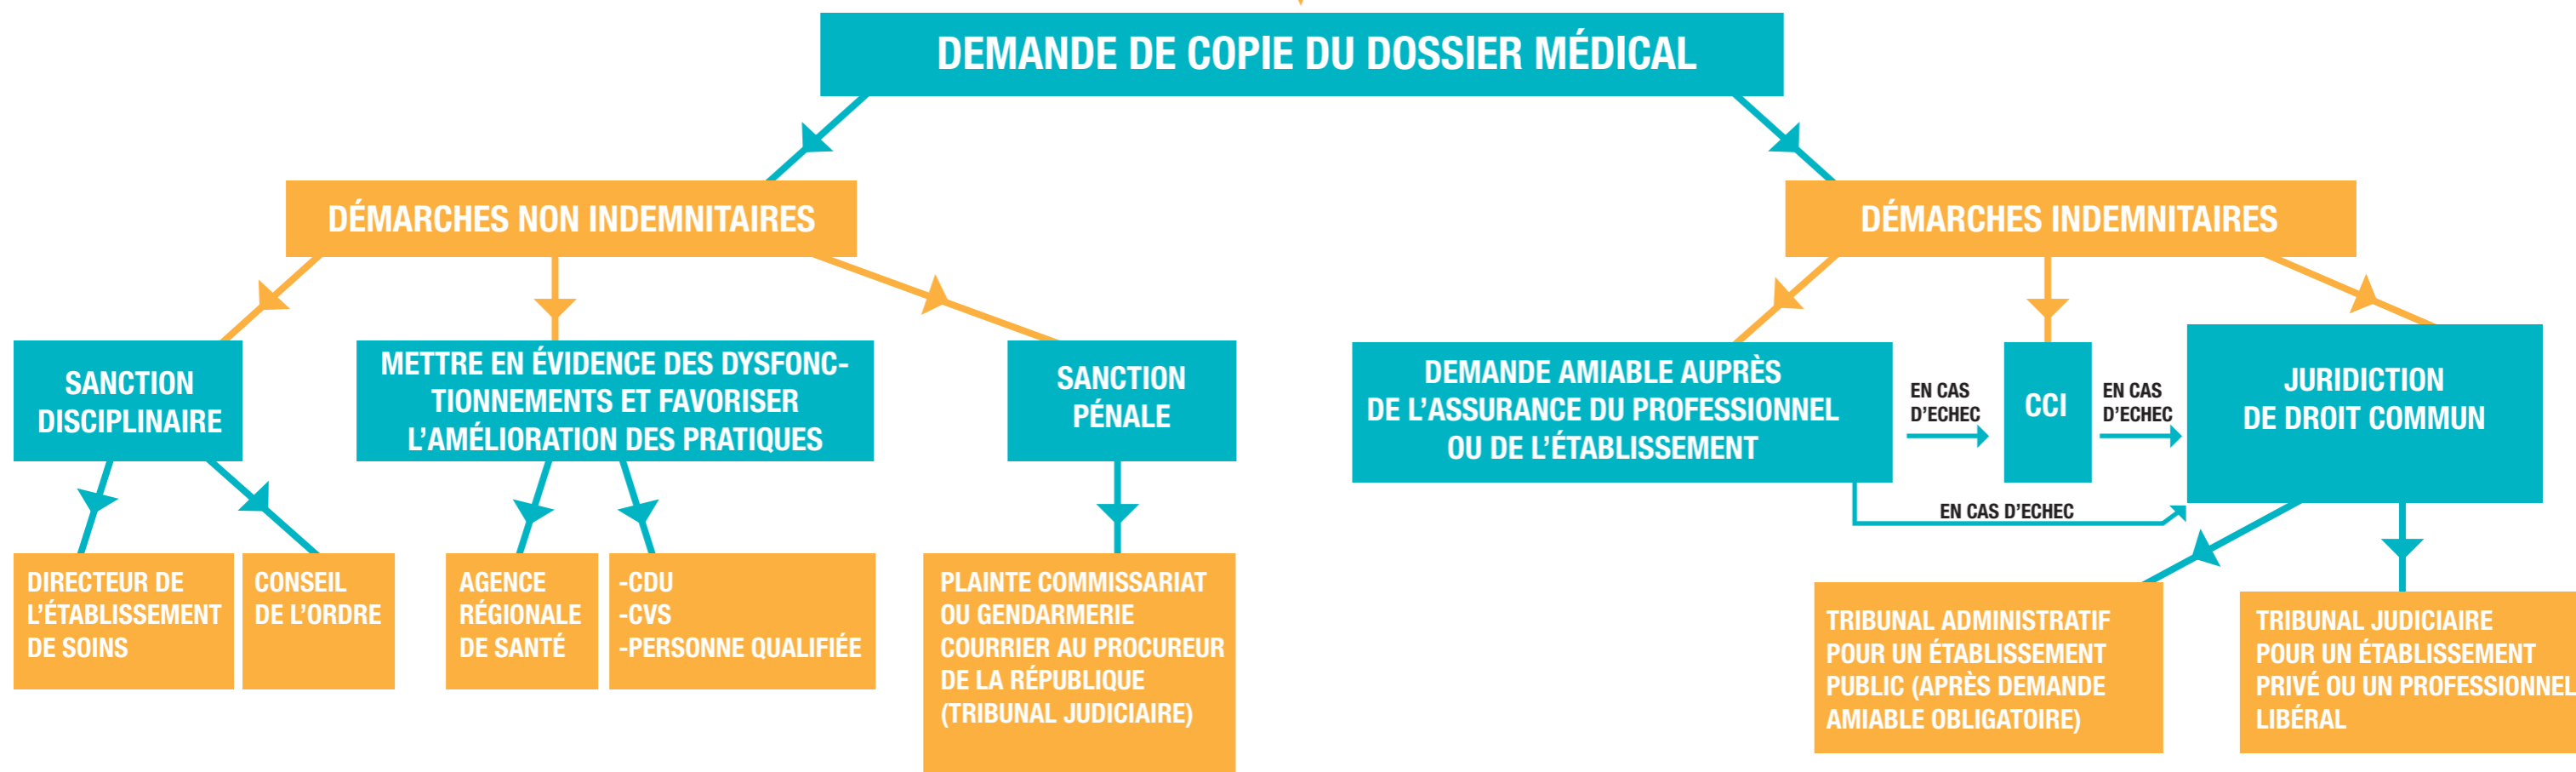 DEMANDE DE COPIE DU DOSSIER MÉDICAL
DÉMARCHES NON INDEMNITAIRES
DÉMARCHES INDEMNITAIRES
SANCTION
DISCIPLINAIRE
METTRE EN ÉVIDENCE DES DYSFONC-
TIONNEMENTS ET FAVORISER
L'AMÉLIORATION DES PRATIQUES
SANCTION
PÉNALE
DEMANDE AMIABLE AUPRÈS
DE L'ASSURANCE DU PROFESSIONNEL
OU DE L'ÉTABLISSEMENT
EN CAS
D'ECHEC
CCI
EN CAS
D'ECHEC
JURIDICTION
DE DROIT COMMUN
EN CAS D'ECHEC
DIRECTEUR DE
L'ÉTABLISSEMENT
DE SOINS
CONSEIL
DE L'ORDRE
AGENCE
RÉGIONALE
DE SANTÉ
-CDU
-CVS
-PERSONNE QUALIFIÉE
PLAINTE COMMISSARIAT
OU GENDARMERIE
COURRIER AU PROCUREUR
DE LA RÉPUBLIQUE
(TRIBUNAL JUDICIAIRE)
TRIBUNAL ADMINISTRATIF
POUR UN ÉTABLISSEMENT
PUBLIC (APRÈS DEMANDE
AMIABLE OBLIGATOIRE)
TRIBUNAL JUDICIAIRE
POUR UN ÉTABLISSEMENT
PRIVÉ OU UN PROFESSIONNEL
LIBÉRAL